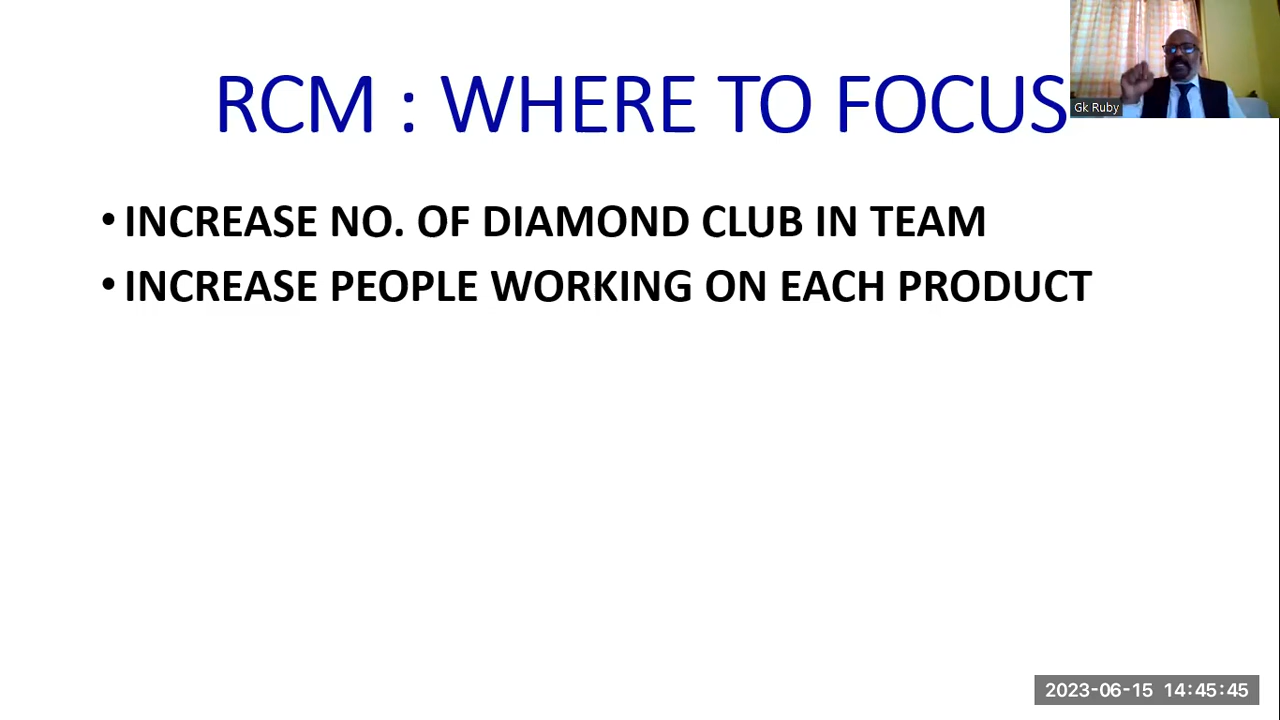 RCM : WHERE TO FOCUS
Gk Ruby
• INCREASE NO. OF DIAMOND CLUB IN TEAM
• INCREASE PEOPLE WORKING ON EACH PRODUCT
2023-06-15 14:45:45